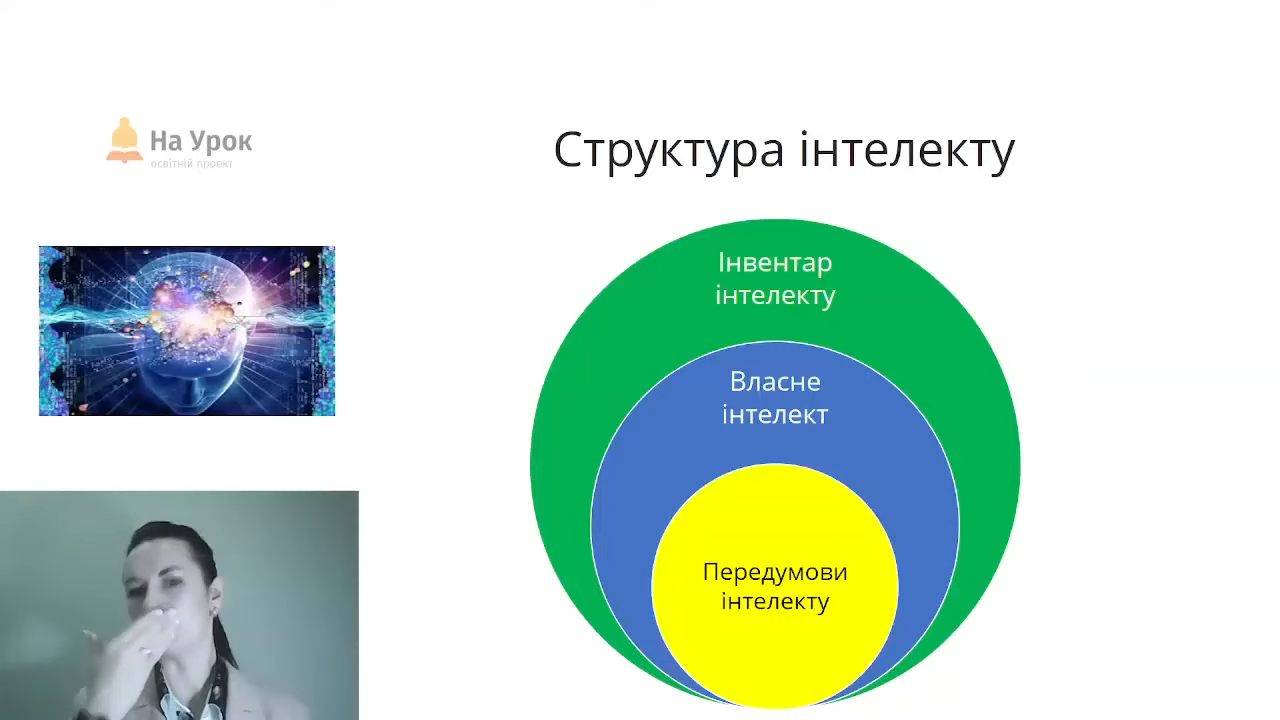 На Урок
освітній проект
Структура інтелекту
Інвентар
інтелекту
Власне
інтелект
Передумови
інтелекту